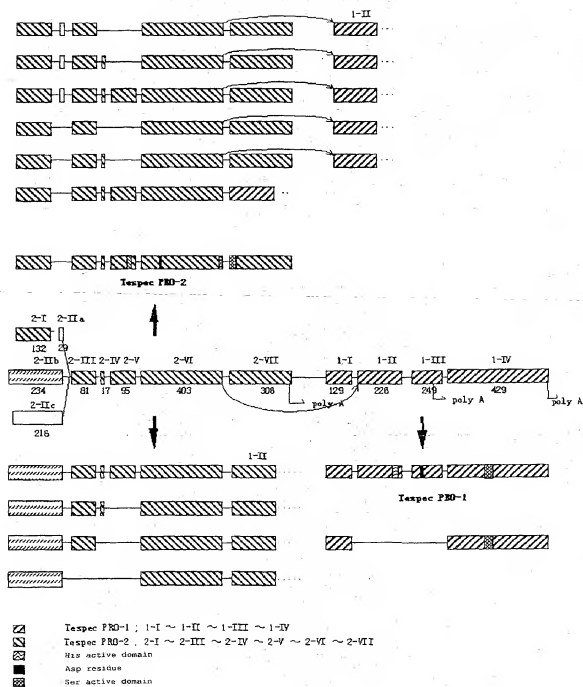 1-II
Tespec PRO-2
2-I 2-IIa
132 29
2-IIb 2-III 2-IV 2-V 2-VI 2-VII 1-I 1-II 1-III 1-IV
234 81 17 95 403 306 129 228 249 429
poly A poly A poly A
2-IIc
216
1-II
Tespec PRO-1
Tespec PRO-1 ; 1-I ～ 1-II ～ 1-III ～ 1-IV
Tespec PRO-2 , 2-I ～ 2-III ～ 2-IV ～ 2-V ～ 2-VI ～ 2-VII
His active domain
Asp residue
Ser active domain